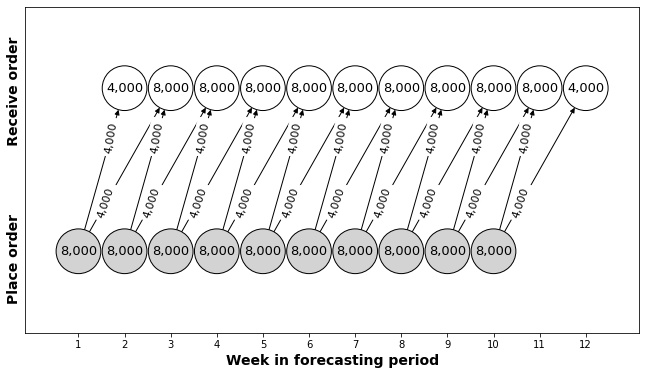 Receive order
4,000 8,000 8,000 8,000 8,000 8,000 8,000 8,000 8,000 8,000 4,000
4,000 4,000 4,000 4,000 4,000 4,000 4,000 4,000 4,000 4,000
4,000 4,000 4,000 4,000 4,000 4,000 4,000 4,000 4,000 4,000
Place order
8,000 8,000 8,000 8,000 8,000 8,000 8,000 8,000 8,000 8,000
1 2 3 4 5 6 7 8 9 10 11 12
Week in forecasting period